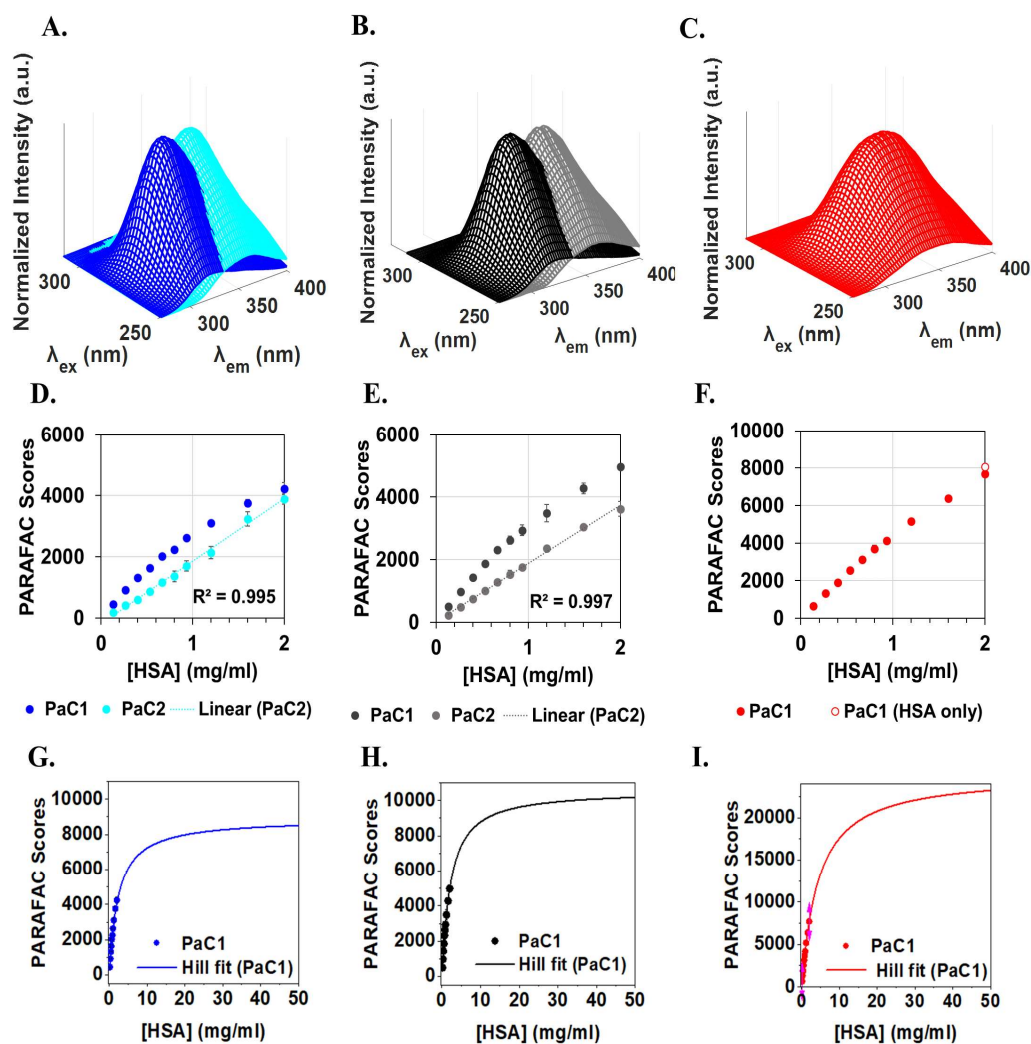 A.
B.
C.
Normalized Intensity (a.u.)
300
250
300
350
400
λex (nm)
λem (nm)
Normalized Intensity (a.u.)
300
250
300
350
400
λex (nm)
λem (nm)
Normalized Intensity (a.u.)
300
250
300
350
400
λex (nm)
λem (nm)
D.
E.
F.
PARAFAC Scores
6000
4000
2000
0
R² = 0.995
0
1
2
[HSA] (mg/ml)
PaC1 PaC2 Linear (PaC2)
PARAFAC Scores
6000
4000
2000
0
R² = 0.997
0
1
2
[HSA] (mg/ml)
PaC1 PaC2 Linear (PaC2)
PARAFAC Scores
10000
8000
6000
4000
2000
0
0
1
2
[HSA] (mg/ml)
PaC1 PaC1 (HSA only)
G.
H.
I.
PARAFAC Scores
10000
8000
6000
4000
2000
0
PaC1
Hill fit (PaC1)
0 10 20 30 40 50
[HSA] (mg/ml)
PARAFAC Scores
10000
8000
6000
4000
2000
0
PaC1
Hill fit (PaC1)
0 10 20 30 40 50
[HSA] (mg/ml)
PARAFAC Scores
20000
15000
10000
5000
0
PaC1
Hill fit (PaC1)
0 10 20 30 40 50
[HSA] (mg/ml)